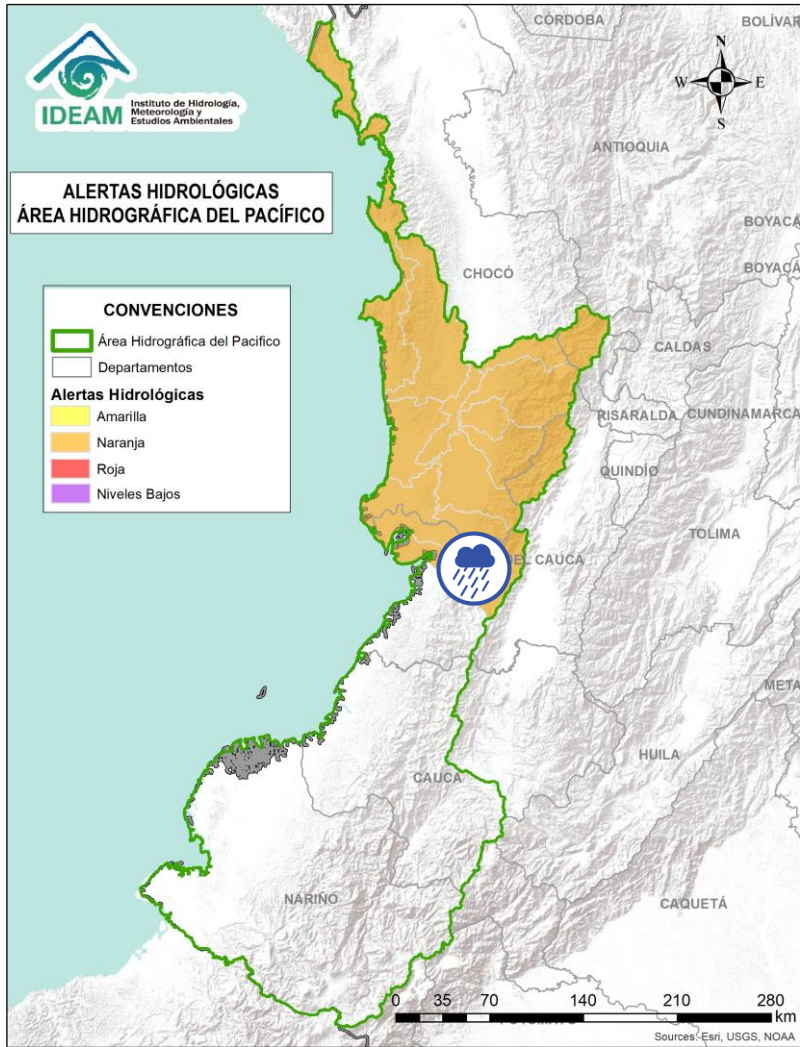 CÓRDOBA
BOLÍVAR
N
W
E
S
IDEAM
Instituto de Hidrología,
Meteorología y
Estudios Ambientales
ANTIOQUIA
ALERTAS HIDROLÓGICAS
ÁREA HIDROGRÁFICA DEL PACÍFICO
BOYACÁ
CHOCÓ
BOYACÁ
CONVENCIONES
Área Hidrográfica del Pacifico
Departamentos
Alertas Hidrológicas
Amarilla
Naranja
Roja
Niveles Bajos
CALDAS
RISARALDA
CUNDINAMARCA
QUINDÍO
TOLIMA
DEL CAUCA
META
HUILA
CAUCA
NARIÑO
CAQUETÁ
0 35 70 140 210 280
km
Sources: Esri, USGS, NOAA